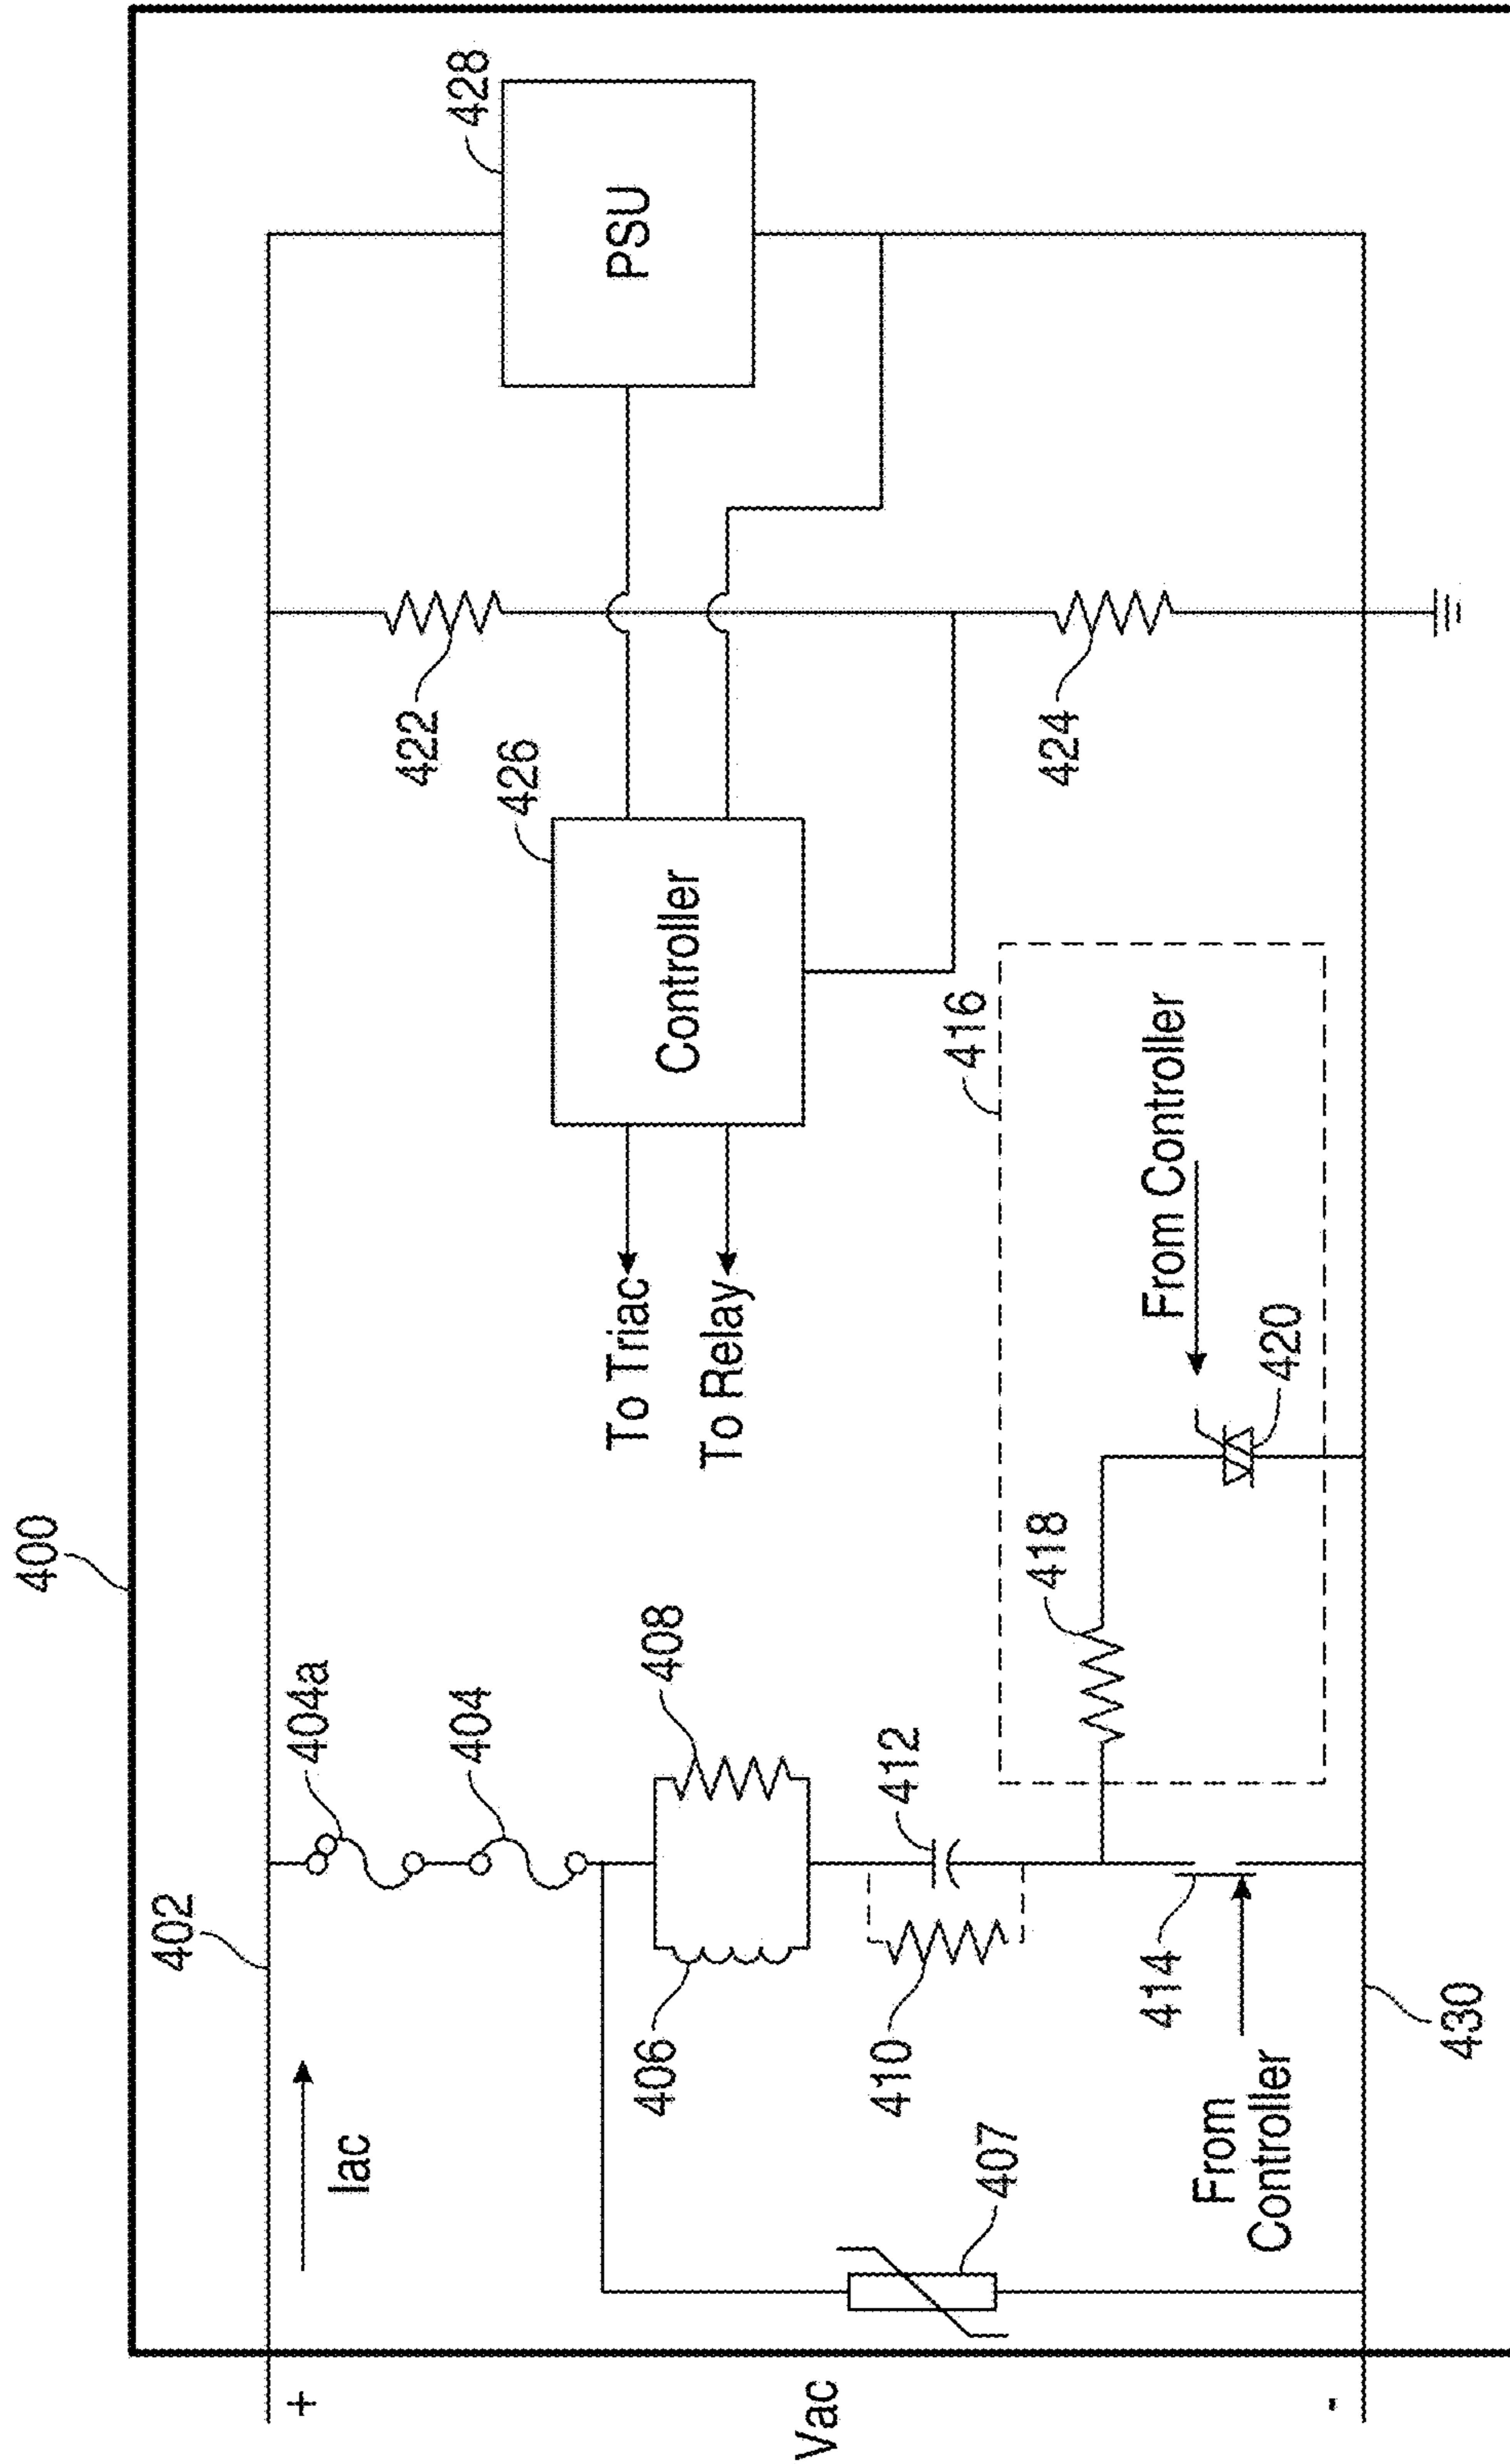 400
402
+
Iac
404a
404
422
428
PSU
426
Controller
To Triac
To Relay
406
408
Vac
407
410
412
416
From Controller
424
418
420
414
From
Controller
-
430